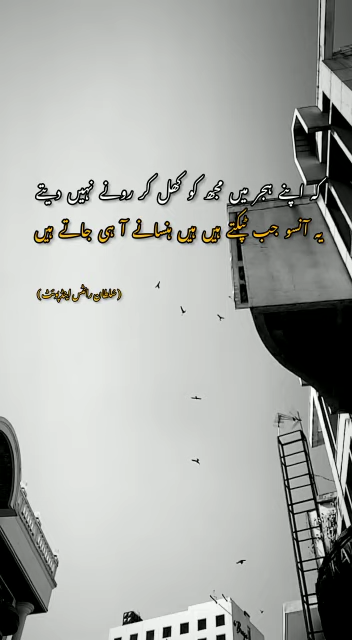 کہ اپنے ہجر میں مجھ کو کھل کر رونے نہیں دیتے
یہ آنسو جب ٹپکتے ہیں ہیں ہنسانے آ ہی جاتے ہیں